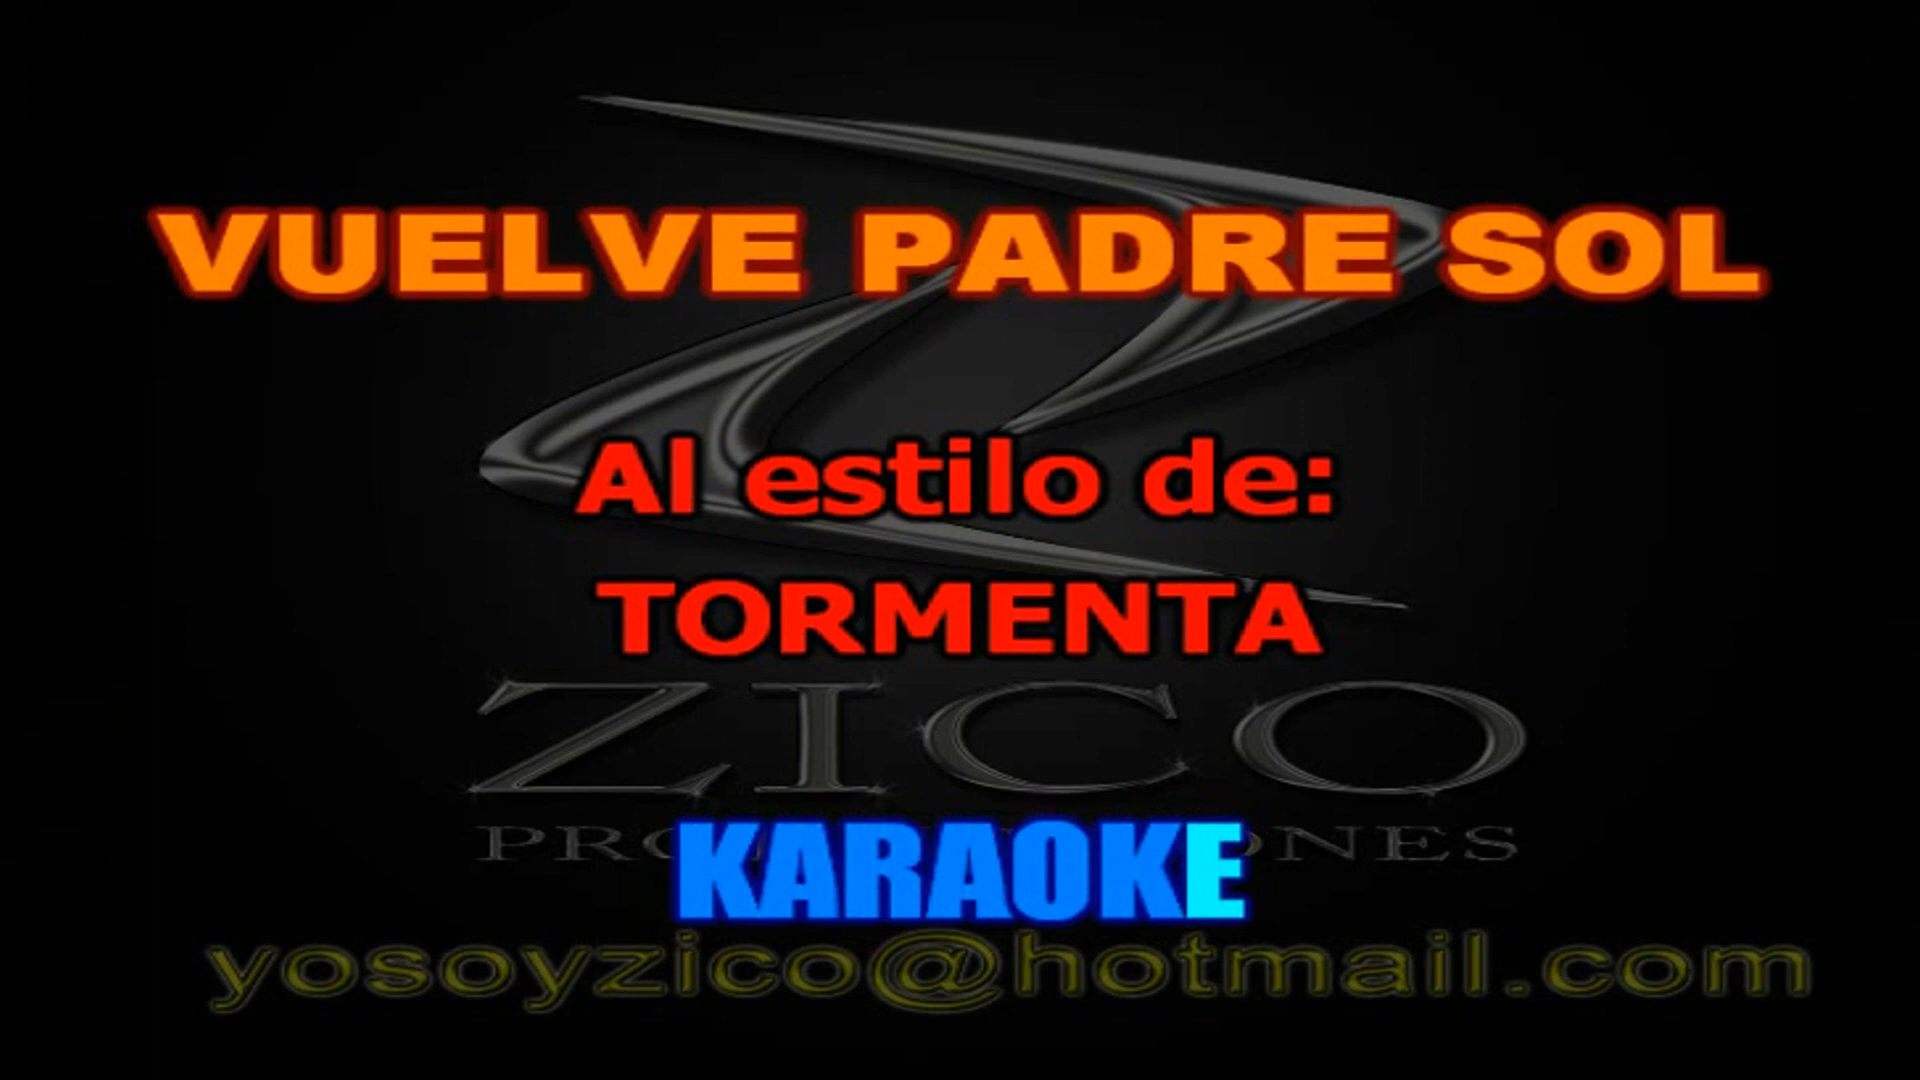 VUELVE PADRE SOL
Al estilo de:
TORMENTA
ZICO
KARAOKE
yosoyzico@hotmail.com